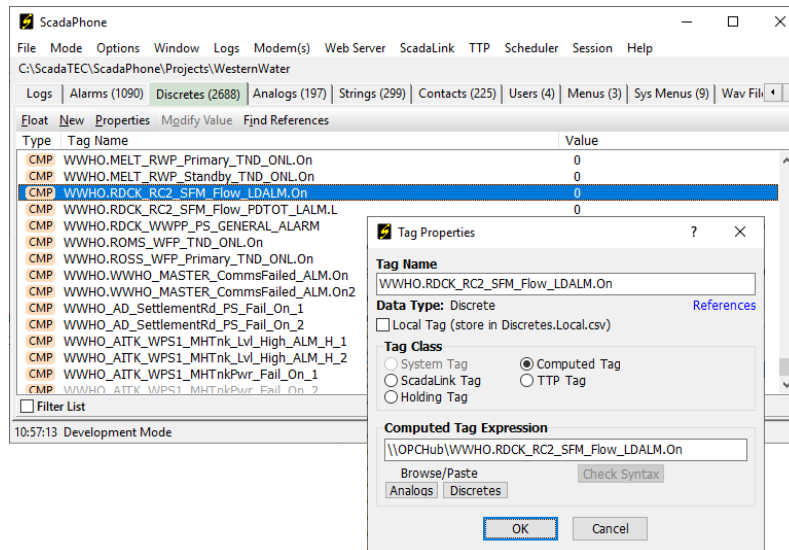 ScadaPhone
File Mode Options Window Logs Modem(s) Web Server ScadaLink TTP Scheduler Session Help
C:\ScadaTEC\ScadaPhone\Projects\WesternWater
Logs Alarms (1090) Discretes (2688) Analogs (197) Strings (299) Contacts (225) Users (4) Menus (3) Sys Menus (9) Wav Fil
Float New Properties Modify Value Find References
Type Tag Name Value
CMP WWHO.MELT_RWP_Primary_TND_ONL.On 0
CMP WWHO.MELT_RWP_Standby_TND_ONL.On 0
CMP WWHO.RDCK_RC2_SFM_Flow_LDALM.On 0
CMP WWHO.RDCK_RC2_SFM_Flow_PDTOT_LALM.L 0
CMP WWHO.RDCK_WWPP_PS_GENERAL_ALARM
CMP WWHO.ROMS_WFP_TND_ONL.On
CMP WWHO.ROSS_WFP_Primary_TND_ONL.On
CMP WWHO.WWHO_MASTER_CommsFailed_ALM.On
CMP WWHO.WWHO_MASTER_CommsFailed_ALM.On2
CMP WWHO_AD_SettlementRd_PS_Fail_On_1
CMP WWHO_AD_SettlementRd_PS_Fail_On_2
CMP WWHO_AITK_WPS1_MHTnk_Lvl_High_ALM_H_1
CMP WWHO_AITK_WPS1_MHTnk_Lvl_High_ALM_H_2
CMP WWHO_AITK_WPS1_MHTnkPwr_Fail_On_1
CMP WWHO_AITK_WPS1_MHTnkPwr_Fail_On_2
Filter List
10:57:13 Development Mode
Tag Properties
Tag Name
WWHO.RDCK_RC2_SFM_Flow_LDALM.On
Data Type: Discrete References
Local Tag (store in Discretes.Local.csv)
Tag Class
System Tag Computed Tag
ScadaLink Tag TTP Tag
Holding Tag
Computed Tag Expression
\\OPCHub\WWHO.RDCK_RC2_SFM_Flow_LDALM.On
Browse/Paste Check Syntax
Analogs Discretes
OK Cancel